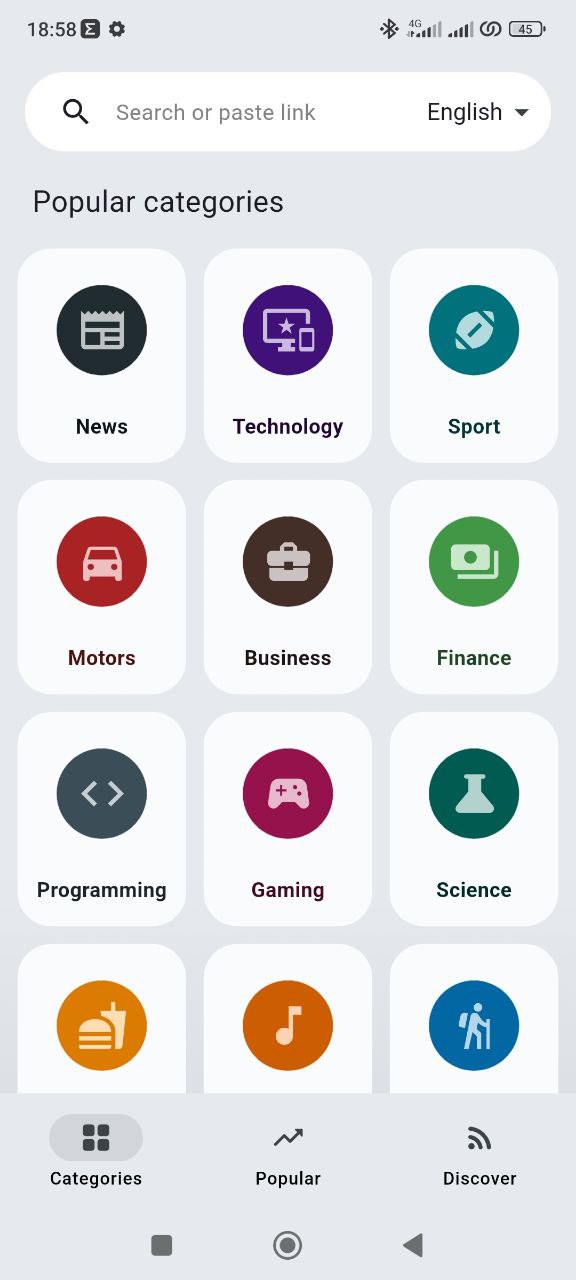 18:58
4G
45
Search or paste link English
Popular categories
News Technology Sport
Motors Business Finance
Programming Gaming Science
Categories Popular Discover